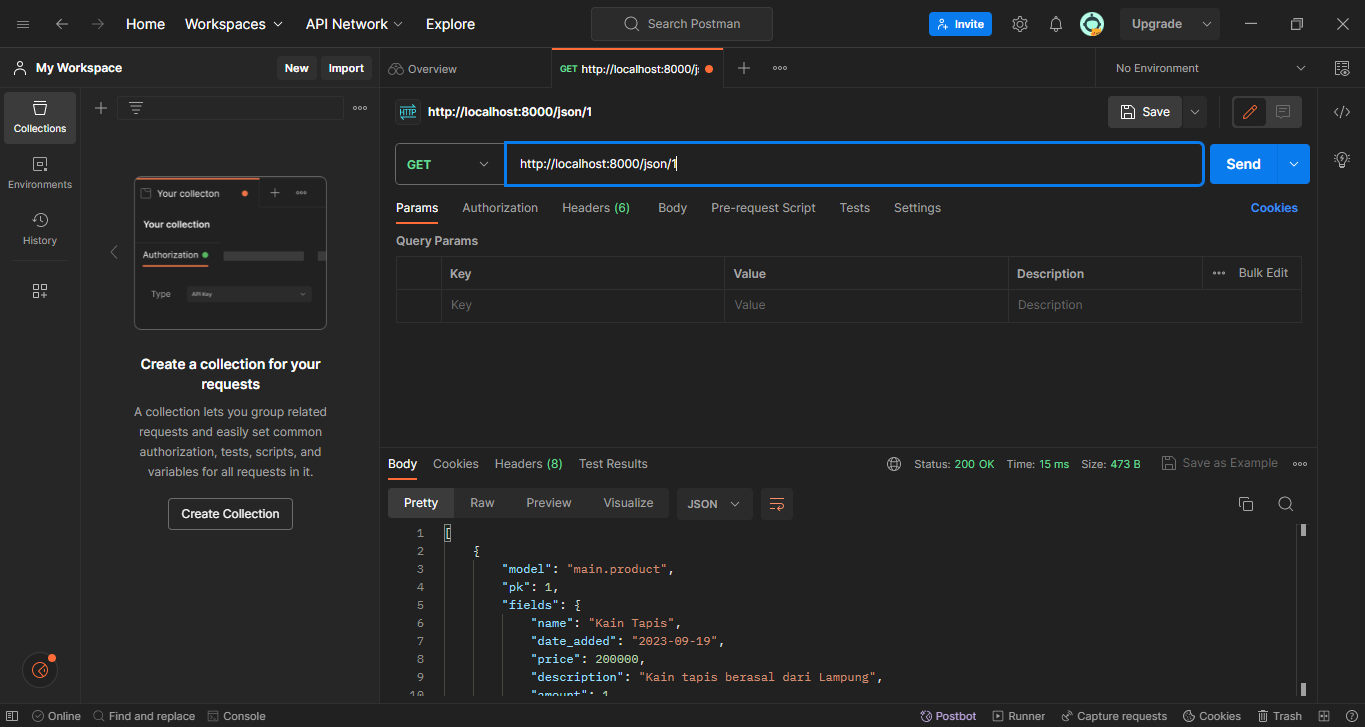 Home Workspaces API Network Explore Search Postman Invite Upgrade
My Workspace New Import Overview GET http://localhost:8000/j No Environment
Collections
Environments
History
Your collecton
Your collection
Authorization
Type API Key
Create a collection for your
requests
A collection lets you group related
requests and easily set common
authorization, tests, scripts, and
variables for all requests in it.
Create Collection
HTTP http://localhost:8000/json/1 Save
GET http://localhost:8000/json/1 Send
Params Authorization Headers (6) Body Pre-request Script Tests Settings Cookies
Query Params
Key Value Description Bulk Edit
Key Value Description
Body Cookies Headers (8) Test Results Status: 200 OK Time: 15 ms Size: 473 B Save as Example
Pretty Raw Preview Visualize JSON
1 [
2 {
3 "model": "main.product",
4 "pk": 1,
5 "fields": {
6 "name": "Kain Tapis",
7 "date_added": "2023-09-19",
8 "price": 200000,
9 "description": "Kain tapis berasal dari Lampung",
10 "amount": 1
Online Find and replace Console Postbot Runner Capture requests Cookies Trash